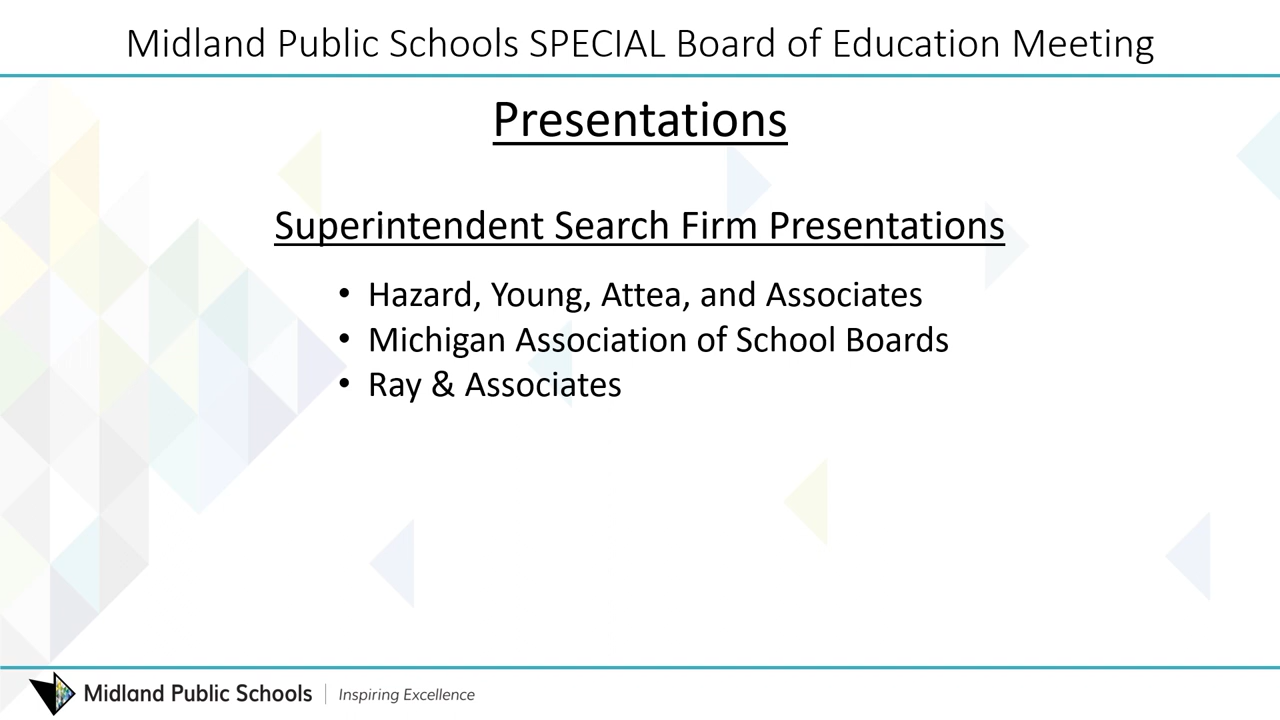 Midland Public Schools SPECIAL Board of Education Meeting
Presentations
Superintendent Search Firm Presentations
• Hazard, Young, Attea, and Associates
• Michigan Association of School Boards
• Ray & Associates
Midland Public Schools | Inspiring Excellence